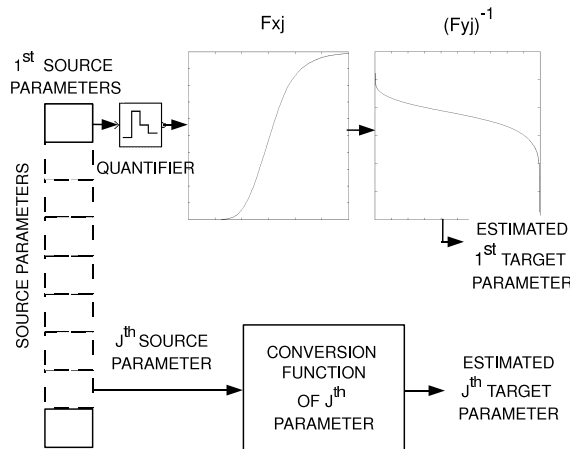 Fxj
(Fyj)-1
1st SOURCE
PARAMETERS
QUANTIFIER
SOURCE PARAMETERS
ESTIMATED
1st TARGET
PARAMETER
Jth SOURCE
PARAMETER
CONVERSION
FUNCTION
OF Jth
PARAMETER
ESTIMATED
Jth TARGET
PARAMETER